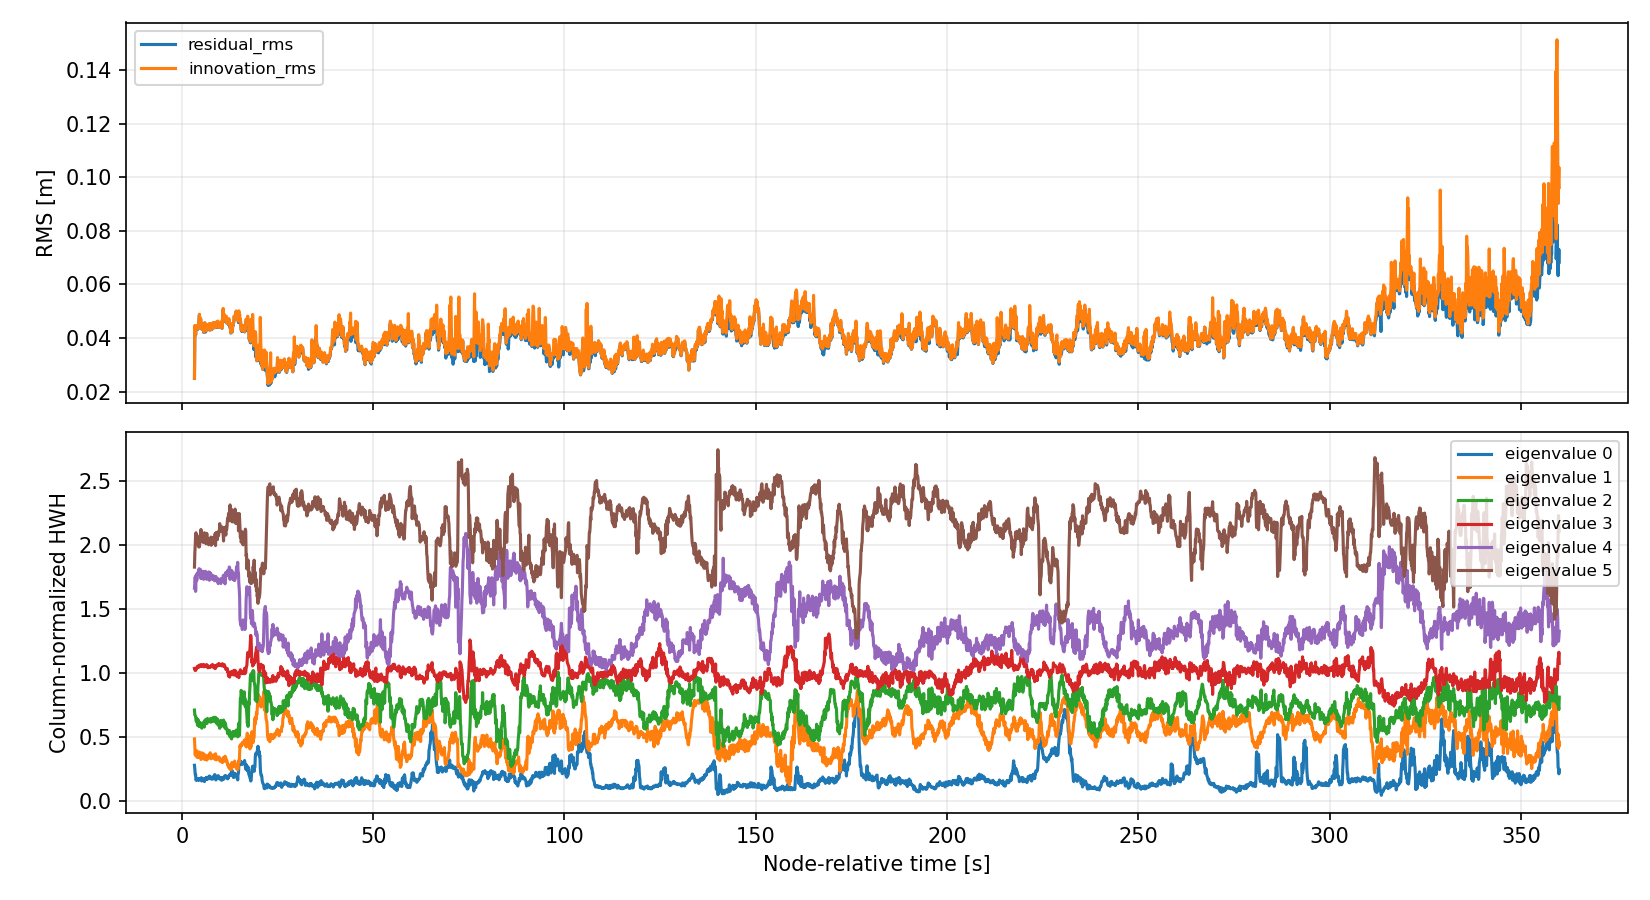 residual_rms
innovation_rms
RMS [m]
0.14
0.12
0.10
0.08
0.06
0.04
0.02
eigenvalue 0
eigenvalue 1
eigenvalue 2
eigenvalue 3
eigenvalue 4
eigenvalue 5
Column-normalized HWH
2.5
2.0
1.5
1.0
0.5
0.0
0 50 100 150 200 250 300 350
Node-relative time [s]